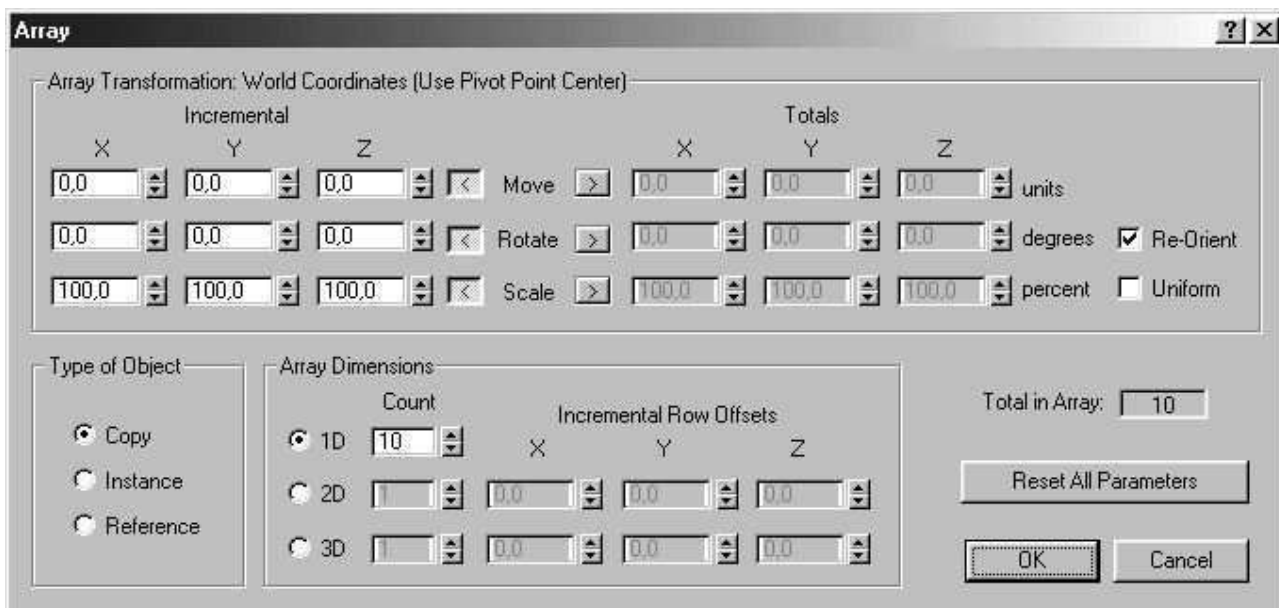 Array
? ×
Array Transformation: World Coordinates (Use Pivot Point Center)
Incremental Totals
X Y Z X Y Z
0,0 0,0 0,0 < Move > 0,0 0,0 0,0 units
0,0 0,0 0,0 < Rotate > 0,0 0,0 0,0 degrees Re-Orient
100,0 100,0 100,0 < Scale > 100,0 100,0 100,0 percent Uniform
Type of Object
Copy
Instance
Reference
Array Dimensions
Count
Incremental Row Offsets
1D 10 X Y Z
2D 1 0,0 0,0 0,0
3D 1 0,0 0,0 0,0
Total in Array: 10
Reset All Parameters
OK Cancel